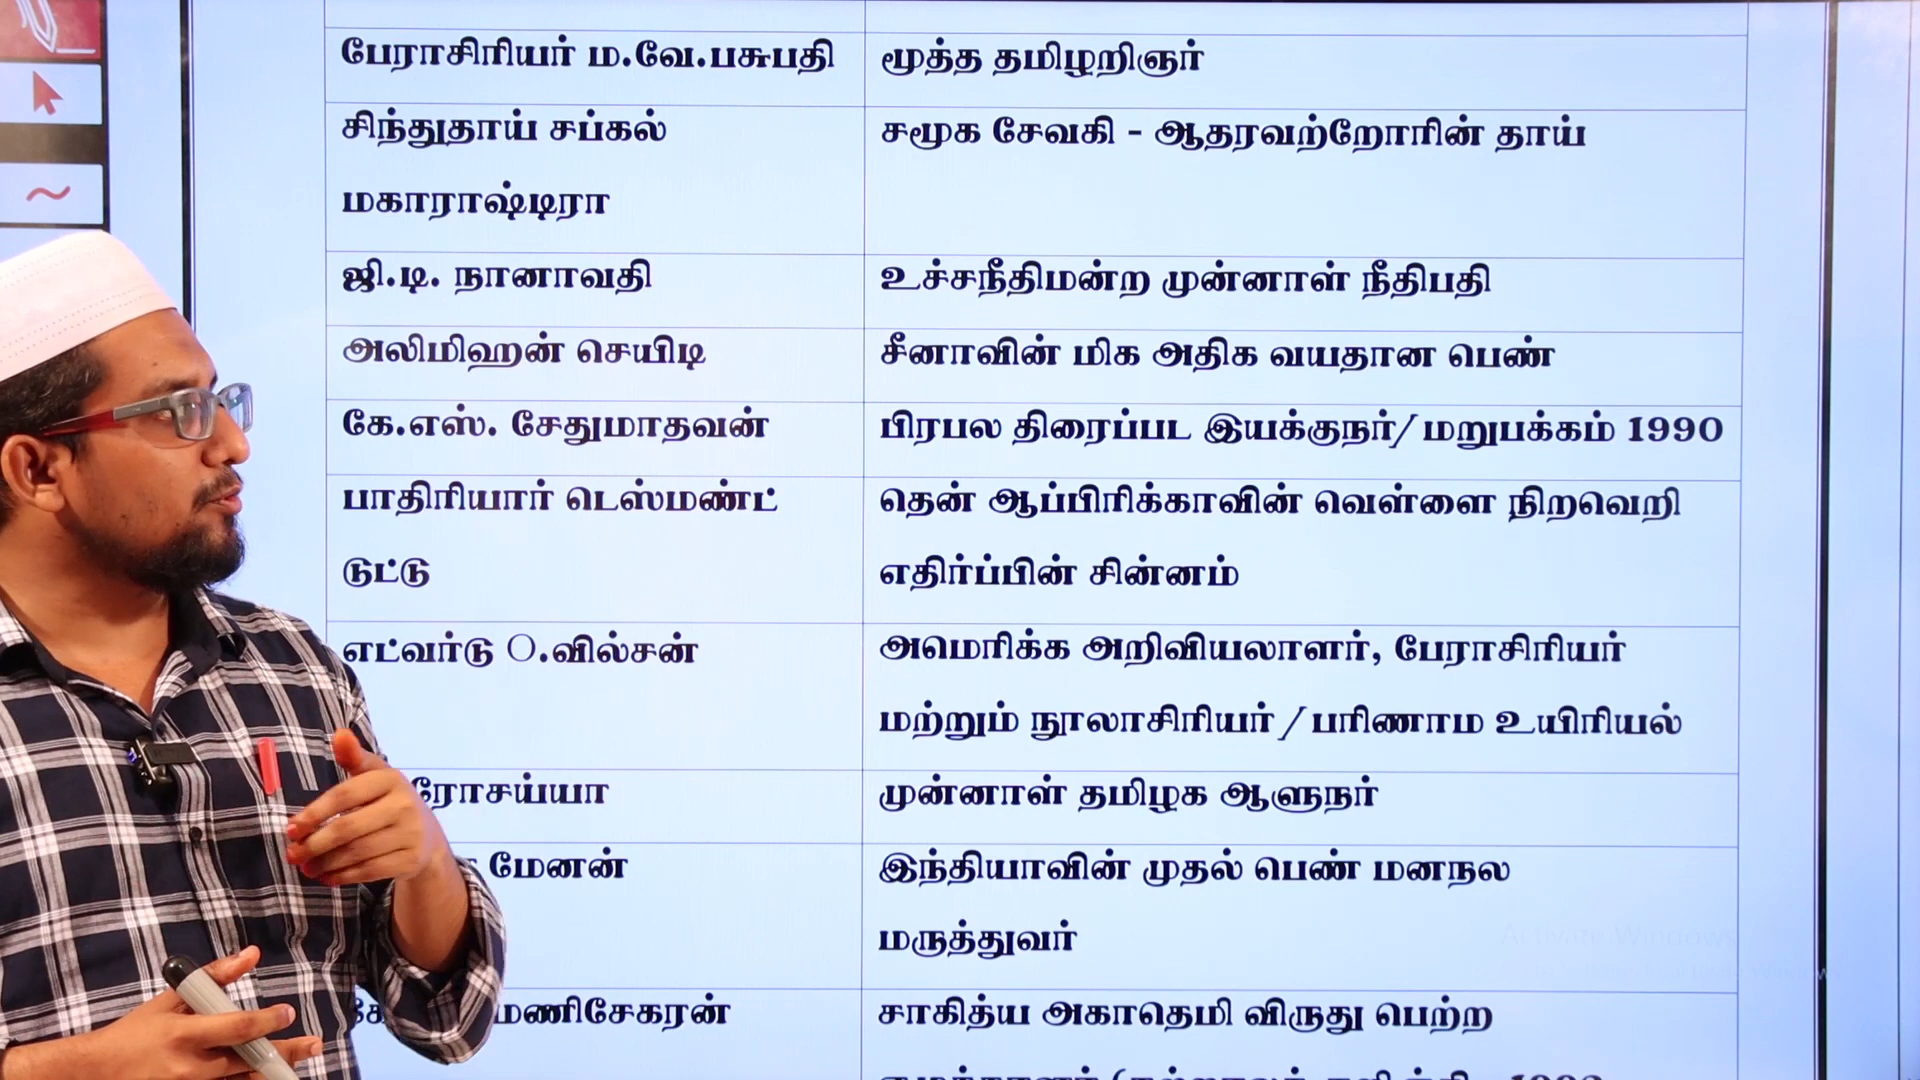 பேராசிரியர் ம.வே.பசுபதி
மூத்த தமிழறிஞர்
சிந்துதாய் சப்கல்
மகாராஷ்டிரா
சமூக சேவகி - ஆதரவற்றோரின் தாய்
ஜி.டி. நானாவதி
உச்சநீதிமன்ற முன்னாள் நீதிபதி
அலிமிஹன் செயிடி
சீனாவின் மிக அதிக வயதான பெண்
கே.எஸ். சேதுமாதவன்
பிரபல திரைப்பட இயக்குநர்/ மறுபக்கம் 1990
பாதிரியார் டெஸ்மண்ட்
டுட்டு
தென் ஆப்பிரிக்காவின் வெள்ளை நிறவெறி
எதிர்ப்பின் சின்னம்
எட்வர்டு O.வில்சன்
அமெரிக்க அறிவியலாளர், பேராசிரியர்
மற்றும் நூலாசிரியர் / பரிணாம உயிரியல்
ரோசய்யா
முன்னாள் தமிழக ஆளுநர்
மேனன்
இந்தியாவின் முதல் பெண் மனநல
மருத்துவர்
மணிசேகரன்
சாகித்ய அகாதெமி விருது பெற்ற